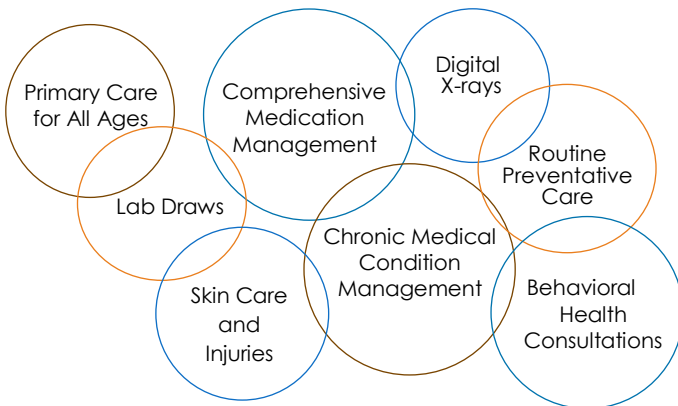 Primary Care
for All Ages
Comprehensive
Medication
Management
Digital
X-rays
Routine
Preventative
Care
Lab Draws
Chronic Medical
Condition
Management
Skin Care
and
Injuries
Behavioral
Health
Consultations